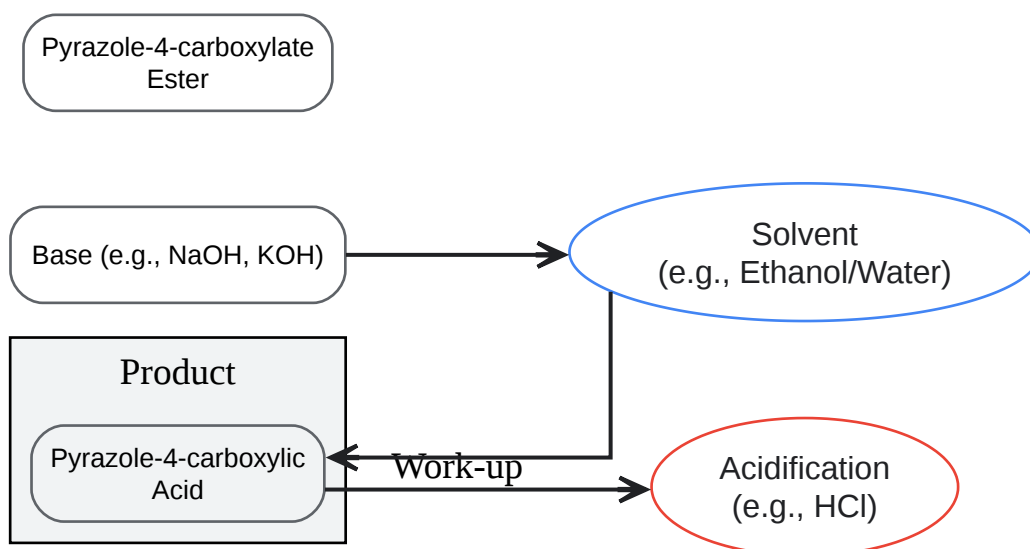 Pyrazole-4-carboxylate
Ester
Base (e.g., NaOH, KOH)
Solvent
(e.g., Ethanol/Water)
Product
Pyrazole-4-carboxylic
Acid
Work-up
Acidification
(e.g., HCl)